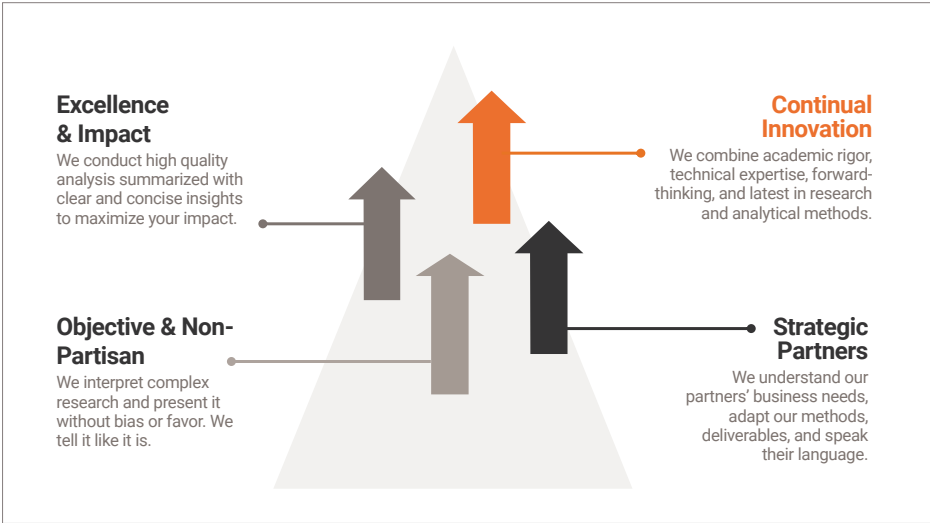 Excellence
& Impact
We conduct high quality
analysis summarized with
clear and concise insights
to maximize your impact.
Continual
Innovation
We combine academic rigor,
technical expertise, forward-
thinking, and latest in research
and analytical methods.
Objective & Non-
Partisan
We interpret complex
research and present it
without bias or favor. We
tell it like it is.
Strategic
Partners
We understand our
partners’ business needs,
adapt our methods,
deliverables, and speak
their language.